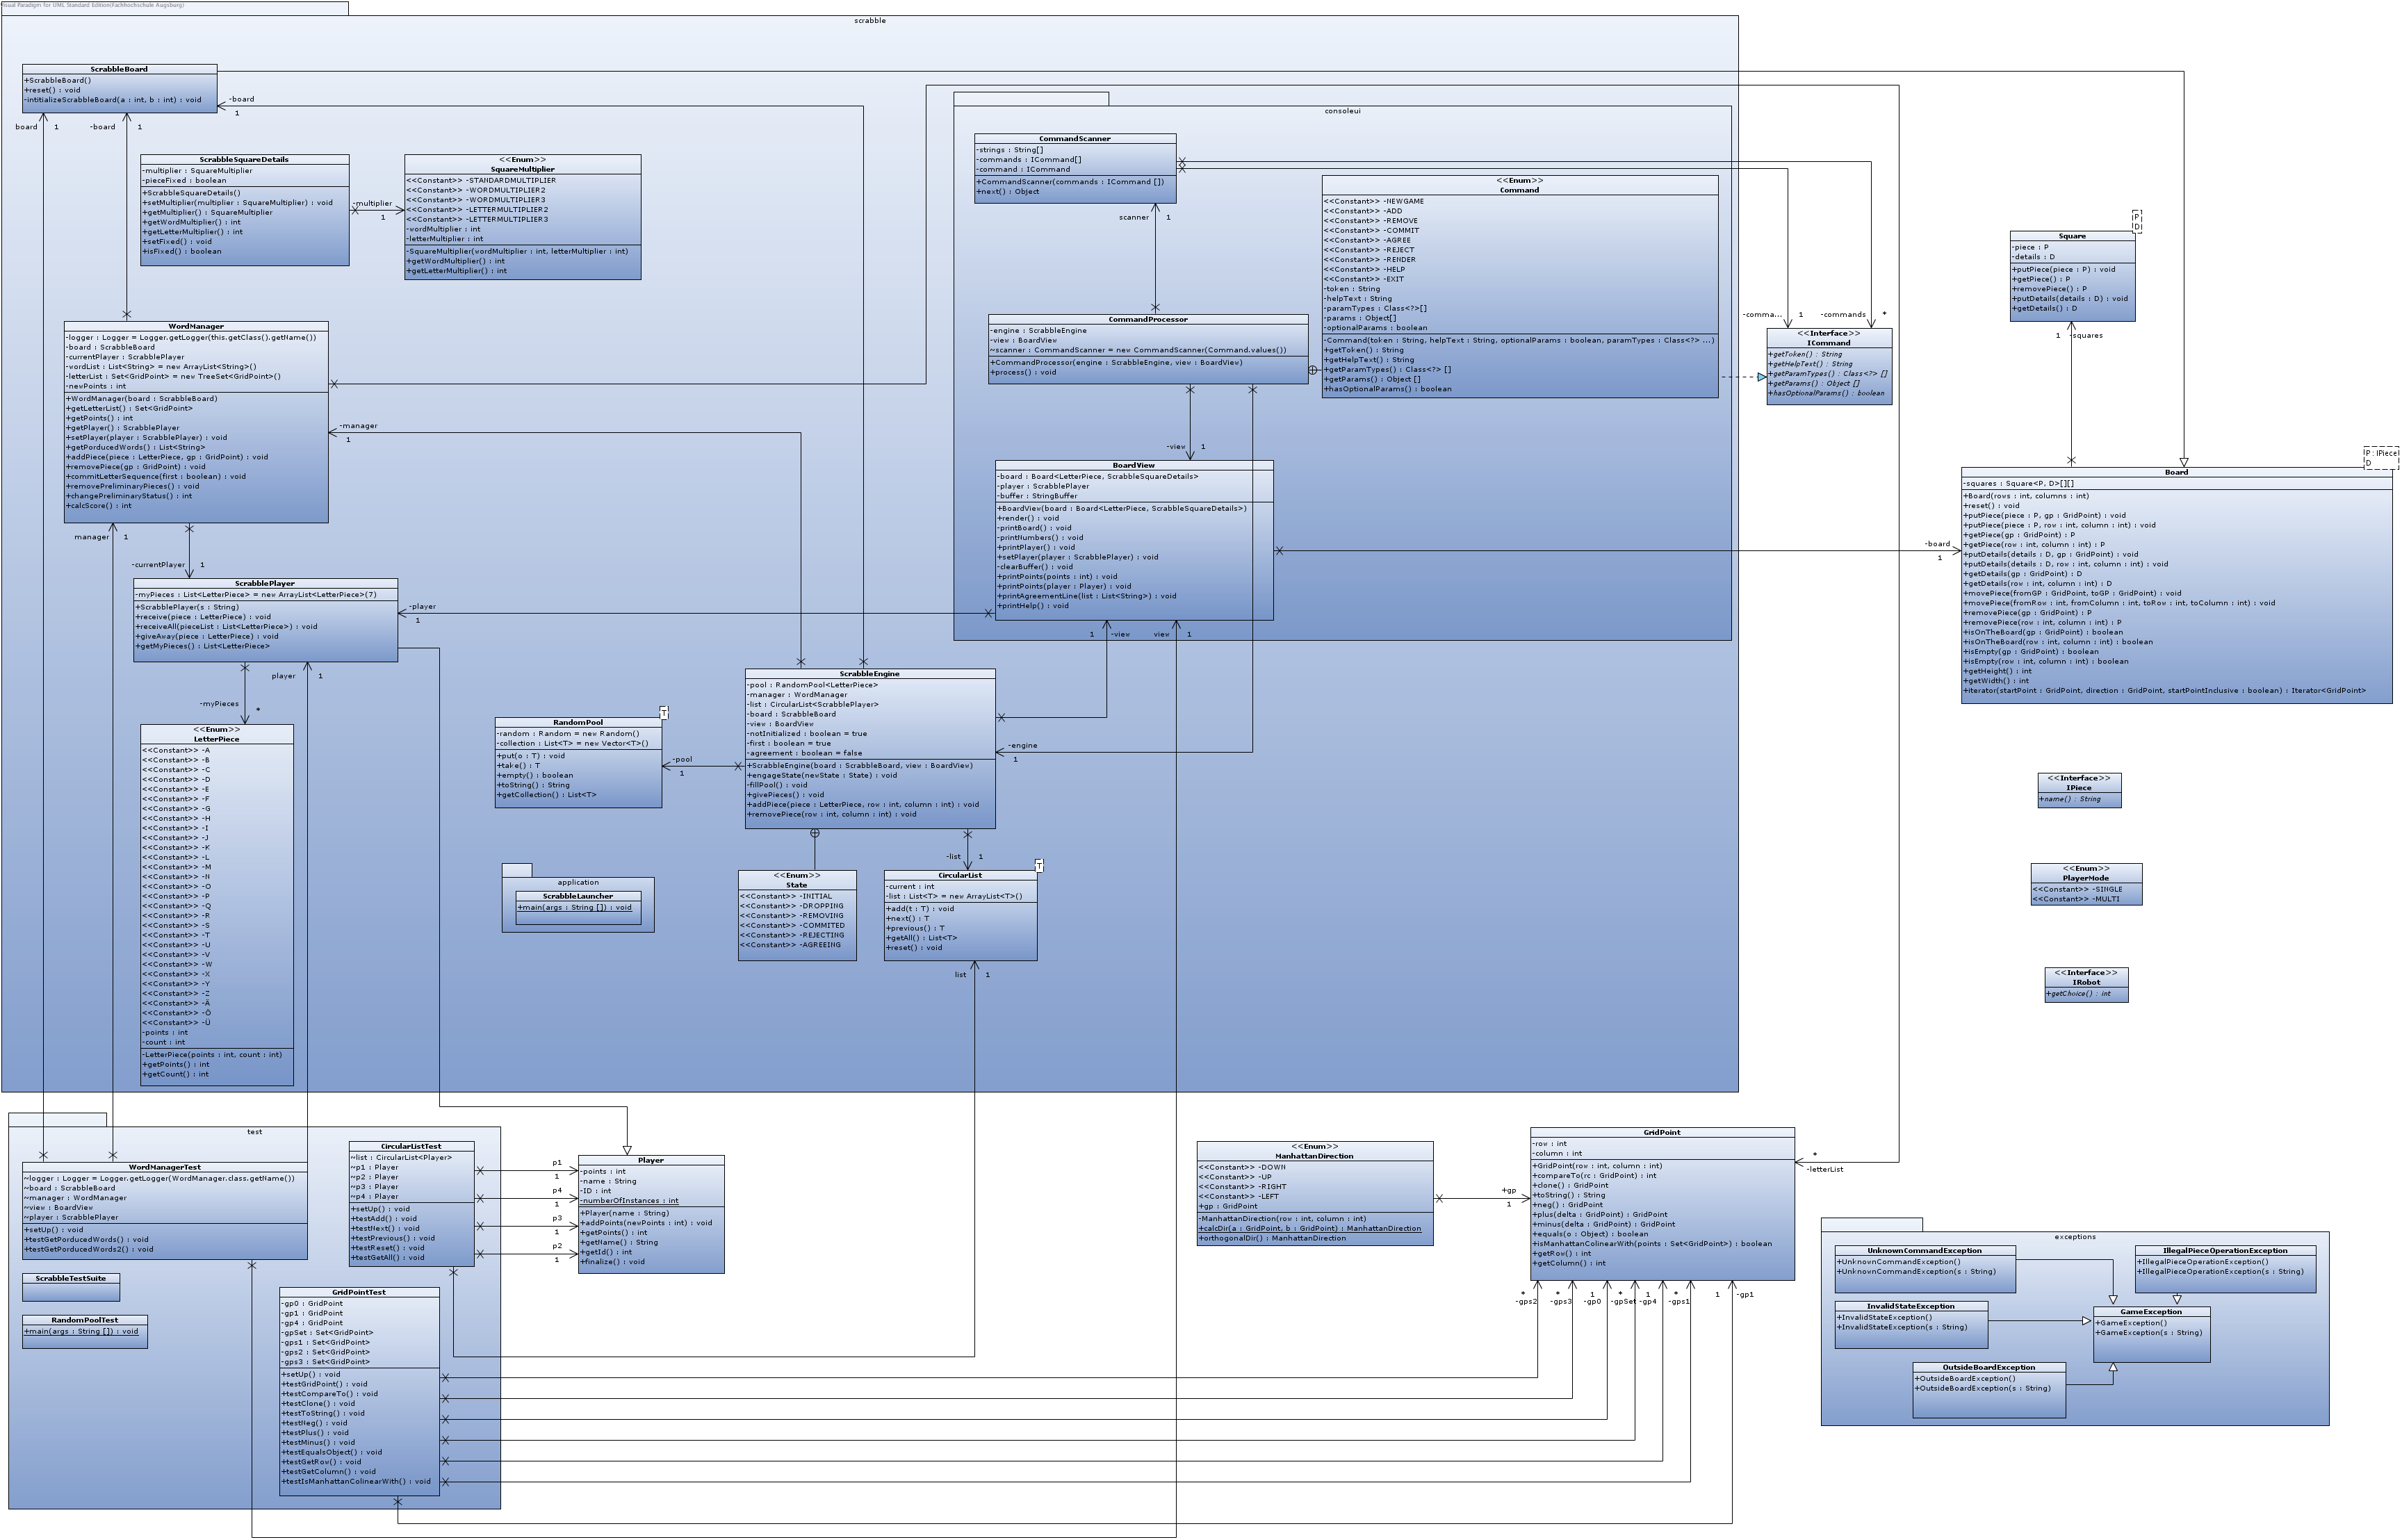 Visual Paradigm for UML Standard Edition(Fachhochschule Augsburg)
scrabble
ScrabbleBoard
+ScrabbleBoard()
+reset() : void
-intitializeScrabbleBoard(a : int, b : int) : void
-board
1
board
1
-board
1
ScrabbleSquareDetails
-multiplier : SquareMultiplier
-pieceFixed : boolean
+ScrabbleSquareDetails()
+setMultiplier(multiplier : SquareMultiplier) : void
+getMultiplier() : SquareMultiplier
+getWordMultiplier() : int
+getLetterMultiplier() : int
+setFixed() : void
+isFixed() : boolean
-multiplier
1
<<Enum>>
SquareMultiplier
<<Constant>> -STANDARDMULTIPLIER
<<Constant>> -WORDMULTIPLIER2
<<Constant>> -WORDMULTIPLIER3
<<Constant>> -LETTERMULTIPLIER2
<<Constant>> -LETTERMULTIPLIER3
-wordMultiplier : int
-letterMultiplier : int
-SquareMultiplier(wordMultiplier : int, letterMultiplier : int)
+getWordMultiplier() : int
+getLetterMultiplier() : int
WordManager
-logger : Logger = Logger.getLogger(this.getClass().getName())
-board : ScrabbleBoard
-currentPlayer : ScrabblePlayer
-wordList : List<String> = new ArrayList<String>()
-letterList : Set<GridPoint> = new TreeSet<GridPoint>()
-newPoints : int
+WordManager(board : ScrabbleBoard)
+getLetterList() : Set<GridPoint>
+getPoints() : int
+getPlayer() : ScrabblePlayer
+setPlayer(player : ScrabblePlayer) : void
+getPorducedWords() : List<String>
+addPiece(piece : LetterPiece, gp : GridPoint) : void
+removePiece(gp : GridPoint) : void
+commitLetterSequence(first : boolean) : void
+removePreliminaryPieces() : void
+changePreliminaryStatus() : int
+calcScore() : int
-manager
1
manager
1
-currentPlayer
1
ScrabblePlayer
-myPieces : List<LetterPiece> = new ArrayList<LetterPiece>(7)
+ScrabblePlayer(s : String)
+receive(piece : LetterPiece) : void
+receiveAll(pieceList : List<LetterPiece>) : void
+giveAway(piece : LetterPiece) : void
+getMyPieces() : List<LetterPiece>
-player
1
player
1
-myPieces
*
<<Enum>>
LetterPiece
<<Constant>> -A
<<Constant>> -B
<<Constant>> -C
<<Constant>> -D
<<Constant>> -E
<<Constant>> -F
<<Constant>> -G
<<Constant>> -H
<<Constant>> -I
<<Constant>> -J
<<Constant>> -K
<<Constant>> -L
<<Constant>> -M
<<Constant>> -N
<<Constant>> -O
<<Constant>> -P
<<Constant>> -Q
<<Constant>> -R
<<Constant>> -S
<<Constant>> -T
<<Constant>> -U
<<Constant>> -V
<<Constant>> -W
<<Constant>> -X
<<Constant>> -Y
<<Constant>> -Z
<<Constant>> -Ä
<<Constant>> -Ö
<<Constant>> -Ü
-points : int
-count : int
-LetterPiece(points : int, count : int)
+getPoints() : int
+getCount() : int
consoleui
CommandScanner
-strings : String[]
-commands : ICommand[]
-command : ICommand
+CommandScanner(commands : ICommand [])
+next() : Object
scanner
1
CommandProcessor
-engine : ScrabbleEngine
-view : BoardView
~scanner : CommandScanner = new CommandScanner(Command.values())
+CommandProcessor(engine : ScrabbleEngine, view : BoardView)
+process() : void
<<Enum>>
Command
<<Constant>> -NEWGAME
<<Constant>> -ADD
<<Constant>> -REMOVE
<<Constant>> -COMMIT
<<Constant>> -AGREE
<<Constant>> -REJECT
<<Constant>> -RENDER
<<Constant>> -HELP
<<Constant>> -EXIT
-token : String
-helpText : String
-paramTypes : Class<?>[]
-params : Object[]
-optionalParams : boolean
-Command(token : String, helpText : String, optionalParams : boolean, paramTypes : Class<?> ...)
+getToken() : String
+getHelpText() : String
+getParamTypes() : Class<?> []
+getParams() : Object []
+hasOptionalParams() : boolean
-view
1
BoardView
-board : Board<LetterPiece, ScrabbleSquareDetails>
-player : ScrabblePlayer
-buffer : StringBuffer
+BoardView(board : Board<LetterPiece, ScrabbleSquareDetails>)
+render() : void
-printBoard() : void
-printNumbers() : void
+printPlayer() : void
+setPlayer(player : ScrabblePlayer) : void
-clearBuffer() : void
+printPoints(points : int) : void
+printPoints(player : Player) : void
+printAgreementLine(list : List<String>) : void
+printHelp() : void
1
-view
view
1
-comma...
1
-commands
*
<<Interface>>
ICommand
+getToken() : String
+getHelpText() : String
+getParamTypes() : Class<?> []
+getParams() : Object []
+hasOptionalParams() : boolean
P
D
Square
-piece : P
-details : D
+putPiece(piece : P) : void
+getPiece() : P
+removePiece() : P
+putDetails(details : D) : void
+getDetails() : D
1
-squares
P : IPiece
D
Board
-squares : Square<P, D>[][]
+Board(rows : int, columns : int)
+reset() : void
+putPiece(piece : P, gp : GridPoint) : void
+putPiece(piece : P, row : int, column : int) : void
+getPiece(gp : GridPoint) : P
+getPiece(row : int, column : int) : P
+putDetails(details : D, gp : GridPoint) : void
+putDetails(details : D, row : int, column : int) : void
+getDetails(gp : GridPoint) : D
+getDetails(row : int, column : int) : D
+movePiece(fromGP : GridPoint, toGP : GridPoint) : void
+movePiece(fromRow : int, fromColumn : int, toRow : int, toColumn : int) : void
+removePiece(gp : GridPoint) : P
+removePiece(row : int, column : int) : P
+isOnTheBoard(gp : GridPoint) : boolean
+isOnTheBoard(row : int, column : int) : boolean
+isEmpty(gp : GridPoint) : boolean
+isEmpty(row : int, column : int) : boolean
+getHeight() : int
+getWidth() : int
+iterator(startPoint : GridPoint, direction : GridPoint, startPointInclusive : boolean) : Iterator<GridPoint>
-board
1
T
RandomPool
-random : Random = new Random()
-collection : List<T> = new Vector<T>()
+put(o : T) : void
+take() : T
+empty() : boolean
+toString() : String
+getCollection() : List<T>
-pool
1
ScrabbleEngine
-pool : RandomPool<LetterPiece>
-manager : WordManager
-list : CircularList<ScrabblePlayer>
-board : ScrabbleBoard
-view : BoardView
-notInitialized : boolean = true
-first : boolean = true
-agreement : boolean = false
+ScrabbleEngine(board : ScrabbleBoard, view : BoardView)
+engageState(newState : State) : void
-fillPool() : void
+givePieces() : void
+addPiece(piece : LetterPiece, row : int, column : int) : void
+removePiece(row : int, column : int) : void
-engine
1
application
ScrabbleLauncher
+main(args : String []) : void
<<Enum>>
State
<<Constant>> -INITIAL
<<Constant>> -DROPPING
<<Constant>> -REMOVING
<<Constant>> -COMMITED
<<Constant>> -REJECTING
<<Constant>> -AGREEING
-list
1
T
CircularList
-current : int
-list : List<T> = new ArrayList<T>()
+add(t : T) : void
+next() : T
+previous() : T
+getAll() : List<T>
+reset() : void
list
1
<<Interface>>
IPiece
+name() : String
<<Enum>>
PlayerMode
<<Constant>> -SINGLE
<<Constant>> -MULTI
<<Interface>>
IRobot
+getChoice() : int
test
WordManagerTest
~logger : Logger = Logger.getLogger(WordManager.class.getName())
~board : ScrabbleBoard
~manager : WordManager
~view : BoardView
~player : ScrabblePlayer
+setUp() : void
+testGetPorducedWords() : void
+testGetPorducedWords2() : void
ScrabbleTestSuite
RandomPoolTest
+main(args : String []) : void
CircularListTest
~list : CircularList<Player>
~p1 : Player
~p2 : Player
~p3 : Player
~p4 : Player
+setUp() : void
+testAdd() : void
+testNext() : void
+testPrevious() : void
+testReset() : void
+testGetAll() : void
GridPointTest
-gp0 : GridPoint
-gp1 : GridPoint
-gp4 : GridPoint
-gpSet : Set<GridPoint>
-gps1 : Set<GridPoint>
-gps2 : Set<GridPoint>
-gps3 : Set<GridPoint>
+setUp() : void
+testGridPoint() : void
+testCompareTo() : void
+testClone() : void
+testToString() : void
+testNeg() : void
+testPlus() : void
+testMinus() : void
+testEqualsObject() : void
+testGetRow() : void
+testGetColumn() : void
+testIsManhattanColinearWith() : void
p1
1
p4
1
p3
1
p2
1
Player
-points : int
-name : String
-ID : int
-numberOfInstances : int
+Player(name : String)
+addPoints(newPoints : int) : void
+getPoints() : int
+getName() : String
+getId() : int
+finalize() : void
<<Enum>>
ManhattanDirection
<<Constant>> -DOWN
<<Constant>> -UP
<<Constant>> -RIGHT
<<Constant>> -LEFT
+gp : GridPoint
-ManhattanDirection(row : int, column : int)
+calcDir(a : GridPoint, b : GridPoint) : ManhattanDirection
+orthogonalDir() : ManhattanDirection
+gp
1
GridPoint
-row : int
-column : int
+GridPoint(row : int, column : int)
+compareTo(rc : GridPoint) : int
+clone() : GridPoint
+toString() : String
+neg() : GridPoint
+plus(delta : GridPoint) : GridPoint
+minus(delta : GridPoint) : GridPoint
+equals(o : Object) : boolean
+isManhattanColinearWith(points : Set<GridPoint>) : boolean
+getRow() : int
+getColumn() : int
*
-letterList
* * 1 * 1 * 1 -gp1
-gps2 -gps3 -gp0 -gpSet -gp4 -gps1
exceptions
UnknownCommandException
+UnknownCommandException()
+UnknownCommandException(s : String)
IllegalPieceOperationException
+IllegalPieceOperationException()
+IllegalPieceOperationException(s : String)
InvalidStateException
+InvalidStateException()
+InvalidStateException(s : String)
GameException
+GameException()
+GameException(s : String)
OutsideBoardException
+OutsideBoardException()
+OutsideBoardException(s : String)